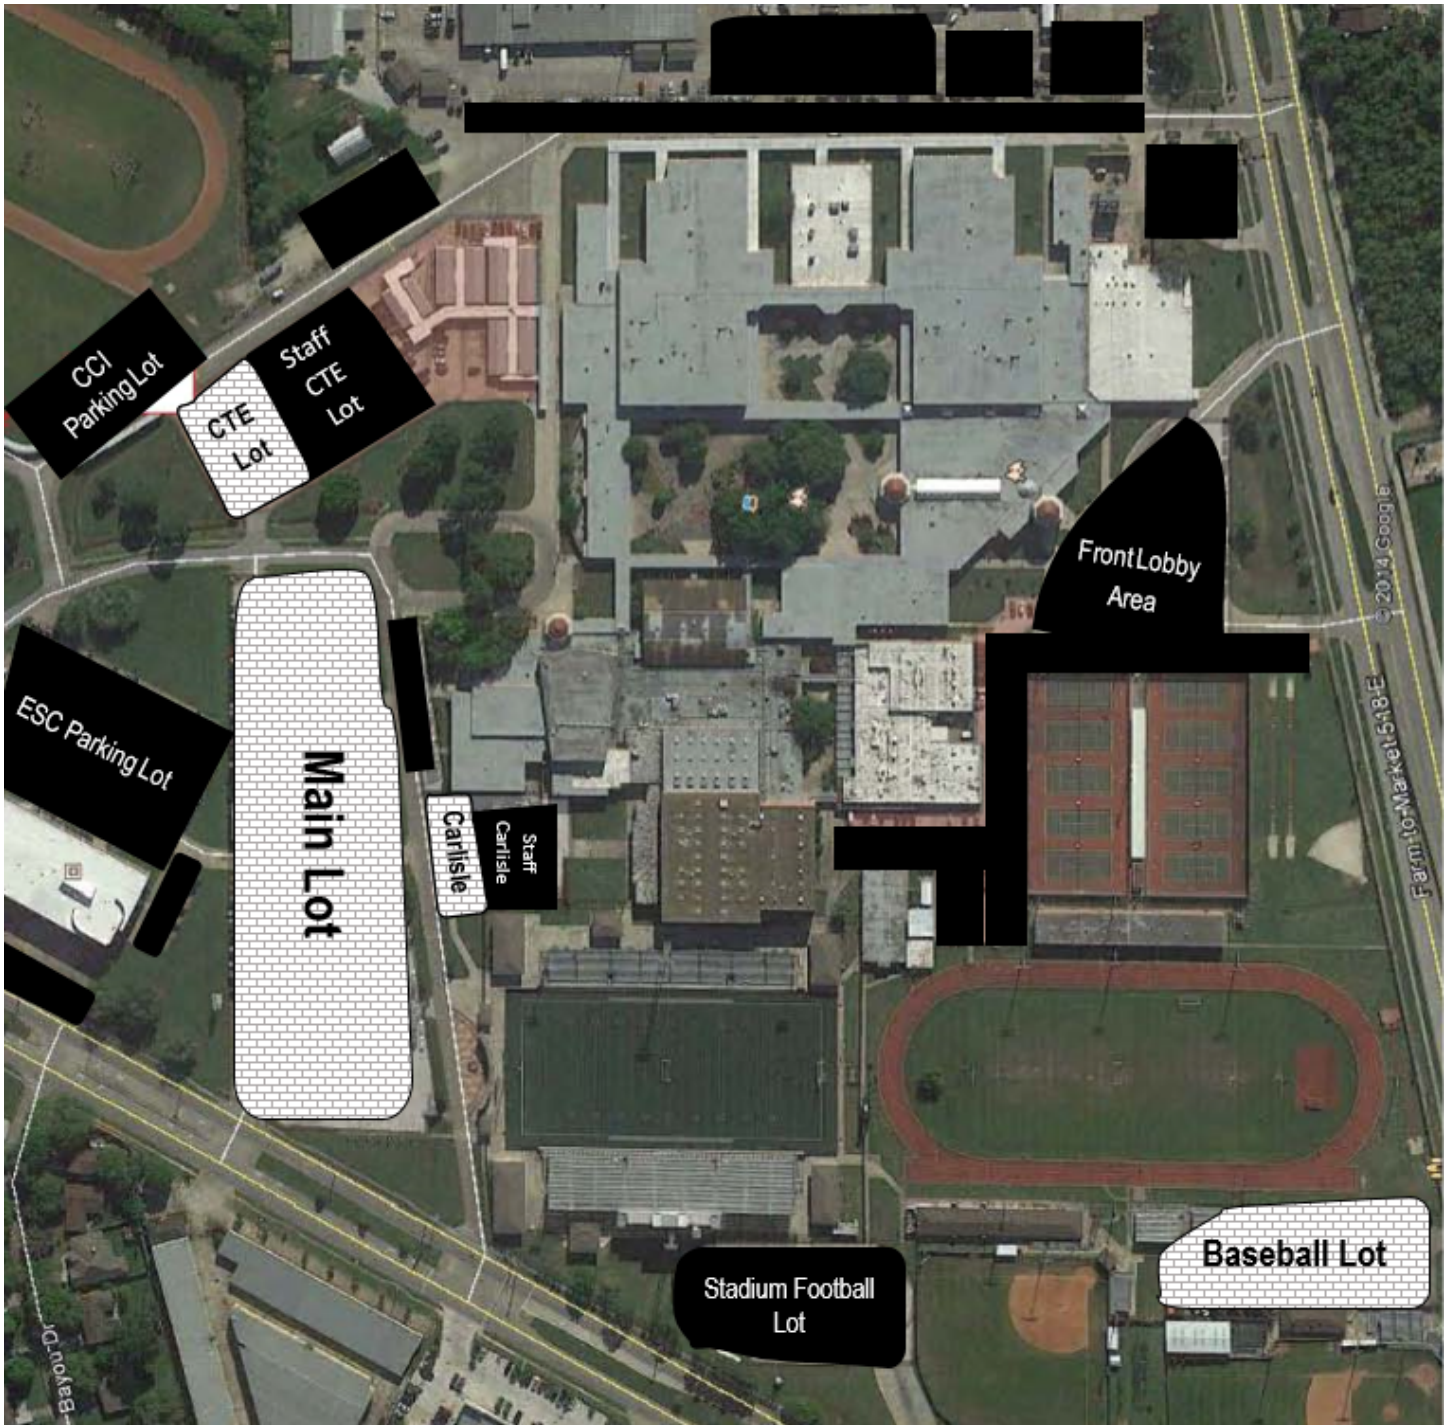 CCI
Parking Lot
Staff
CTE
Lot
CTE
Lot
Front Lobby
Area
© 2014 Google
ESC Parking Lot
Main Lot
Carlisle
Staff
Carlisle
Farm-to-Market-518-E
Baseball Lot
Stadium Football
Lot
Bayou-Dr